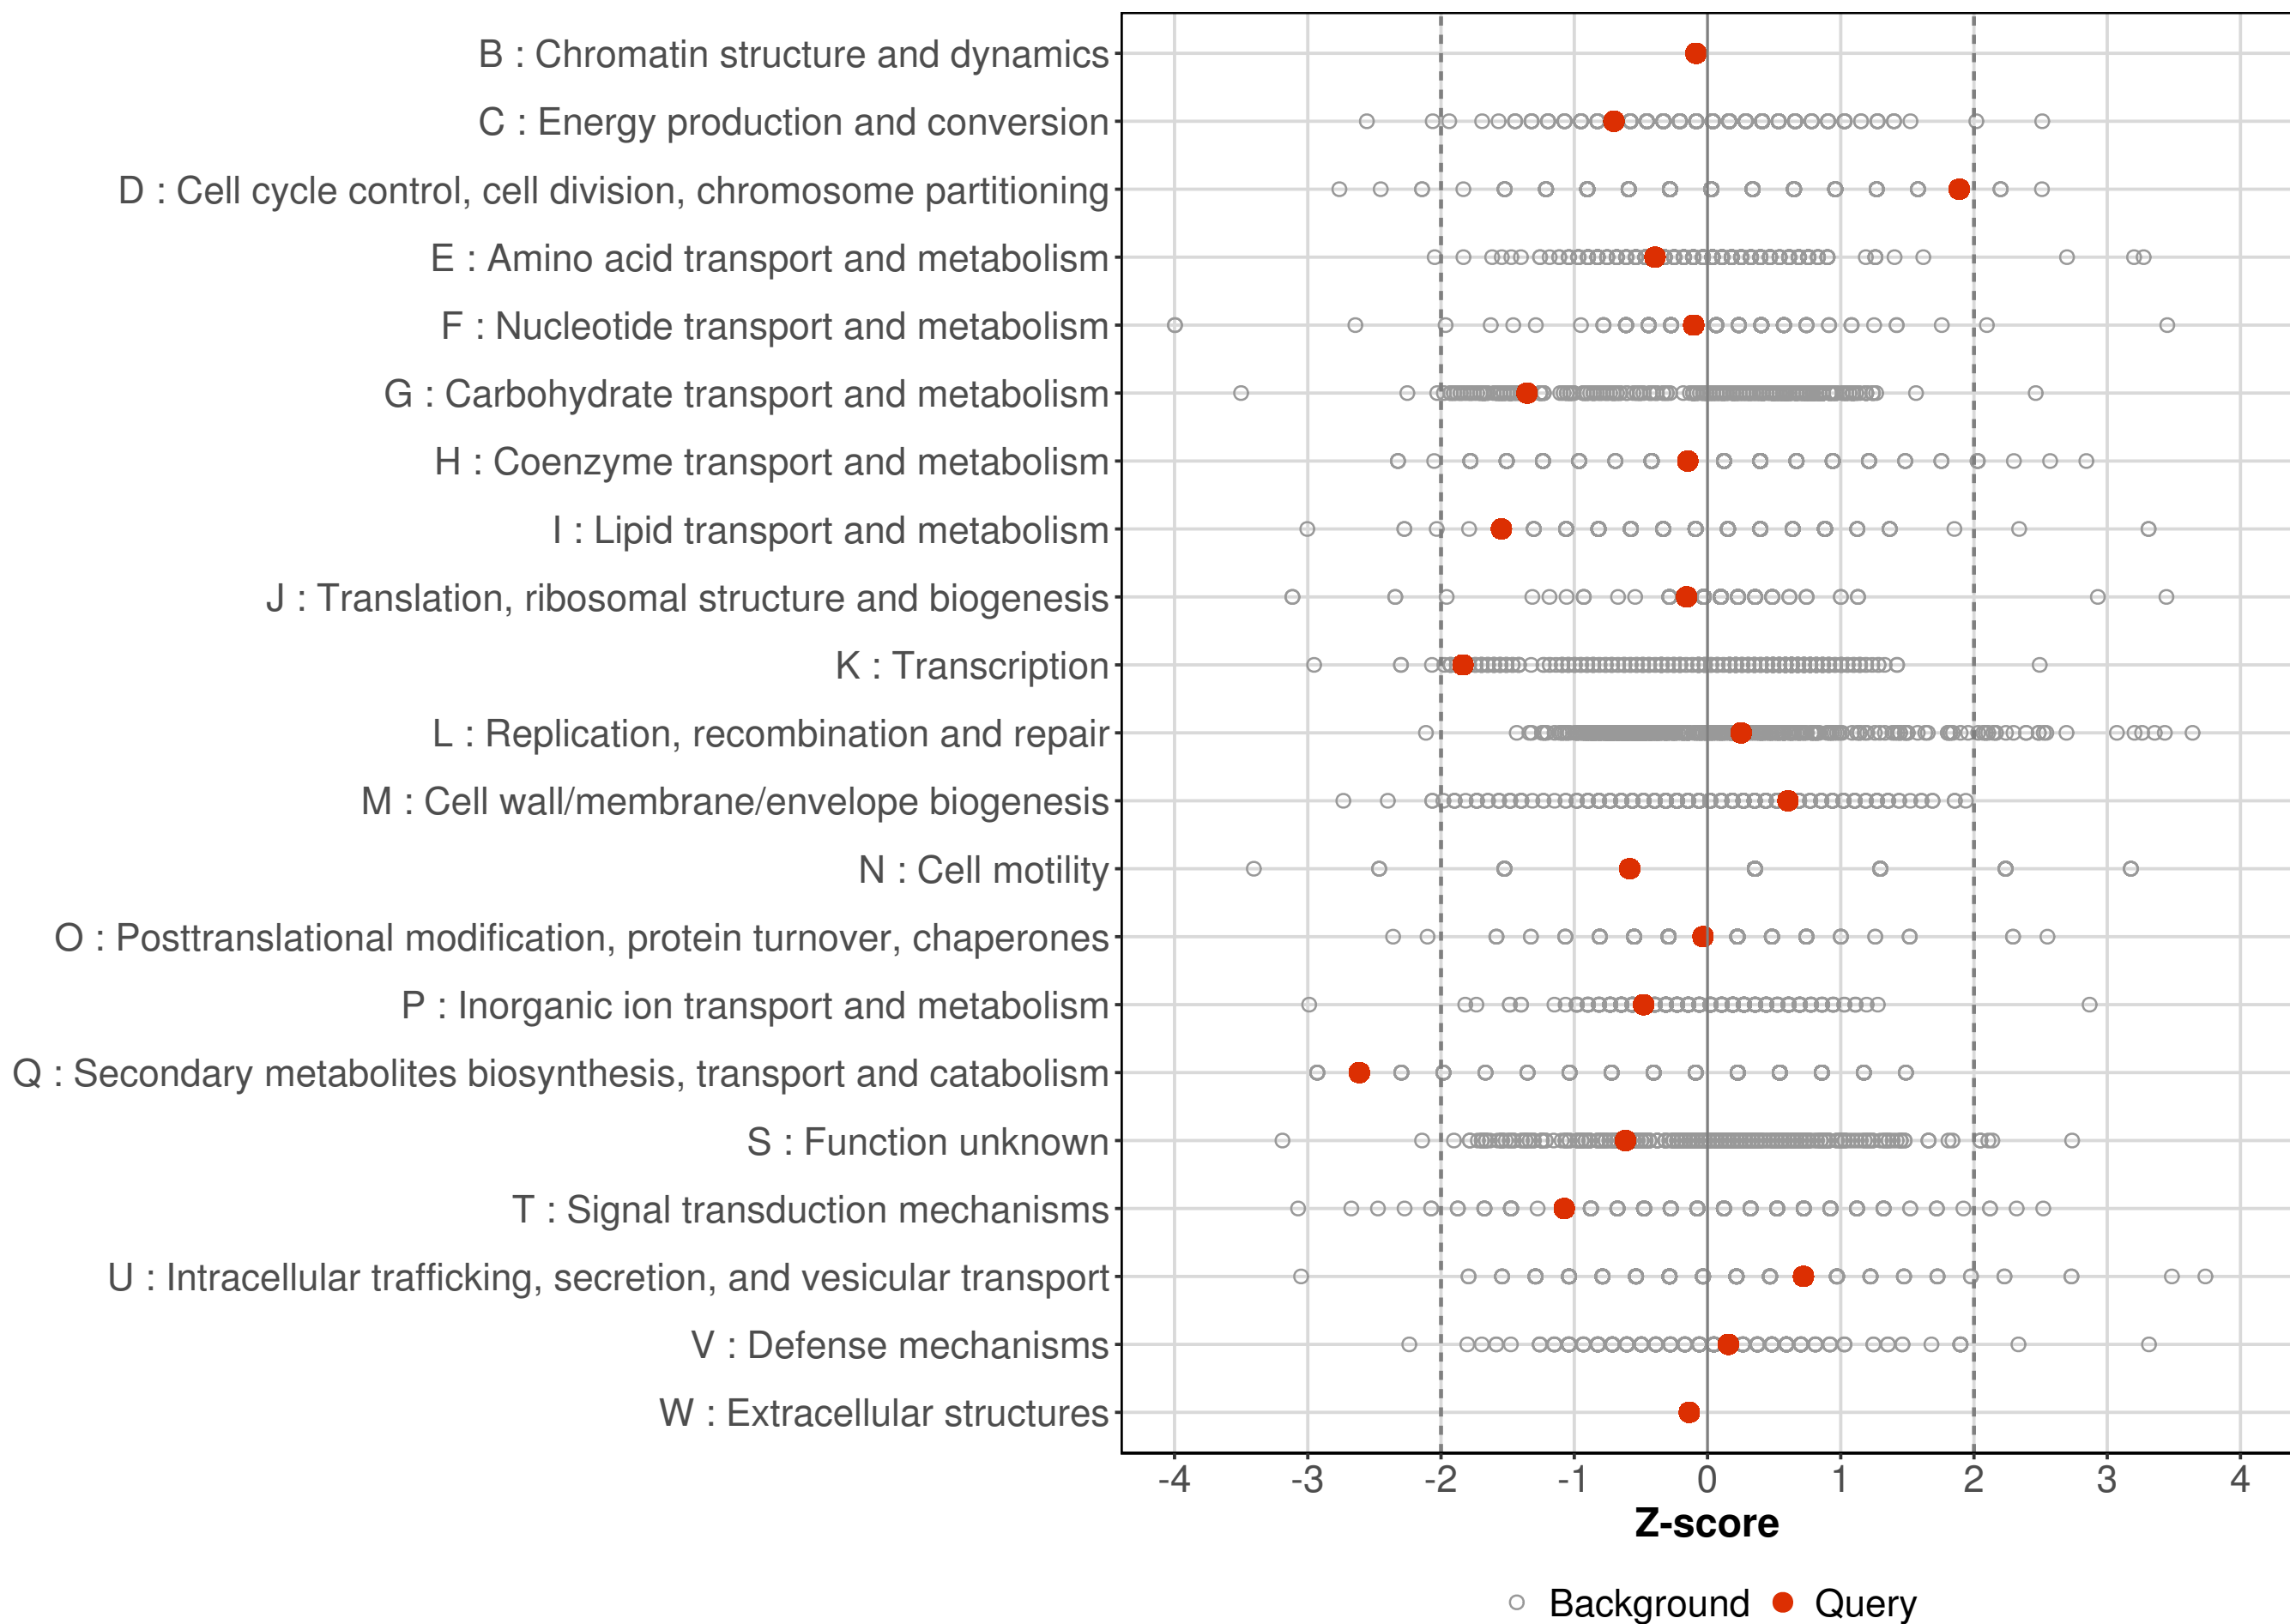 B : Chromatin structure and dynamics
C : Energy production and conversion
D : Cell cycle control, cell division, chromosome partitioning
E : Amino acid transport and metabolism
F : Nucleotide transport and metabolism
G : Carbohydrate transport and metabolism
H : Coenzyme transport and metabolism
I : Lipid transport and metabolism
J : Translation, ribosomal structure and biogenesis
K : Transcription
L : Replication, recombination and repair
M : Cell wall/membrane/envelope biogenesis
N : Cell motility
O : Posttranslational modification, protein turnover, chaperones
P : Inorganic ion transport and metabolism
Q : Secondary metabolites biosynthesis, transport and catabolism
S : Function unknown
T : Signal transduction mechanisms
U : Intracellular trafficking, secretion, and vesicular transport
V : Defense mechanisms
W : Extracellular structures
-4 -3 -2 -1 0 1 2 3 4
Z-score
Background Query